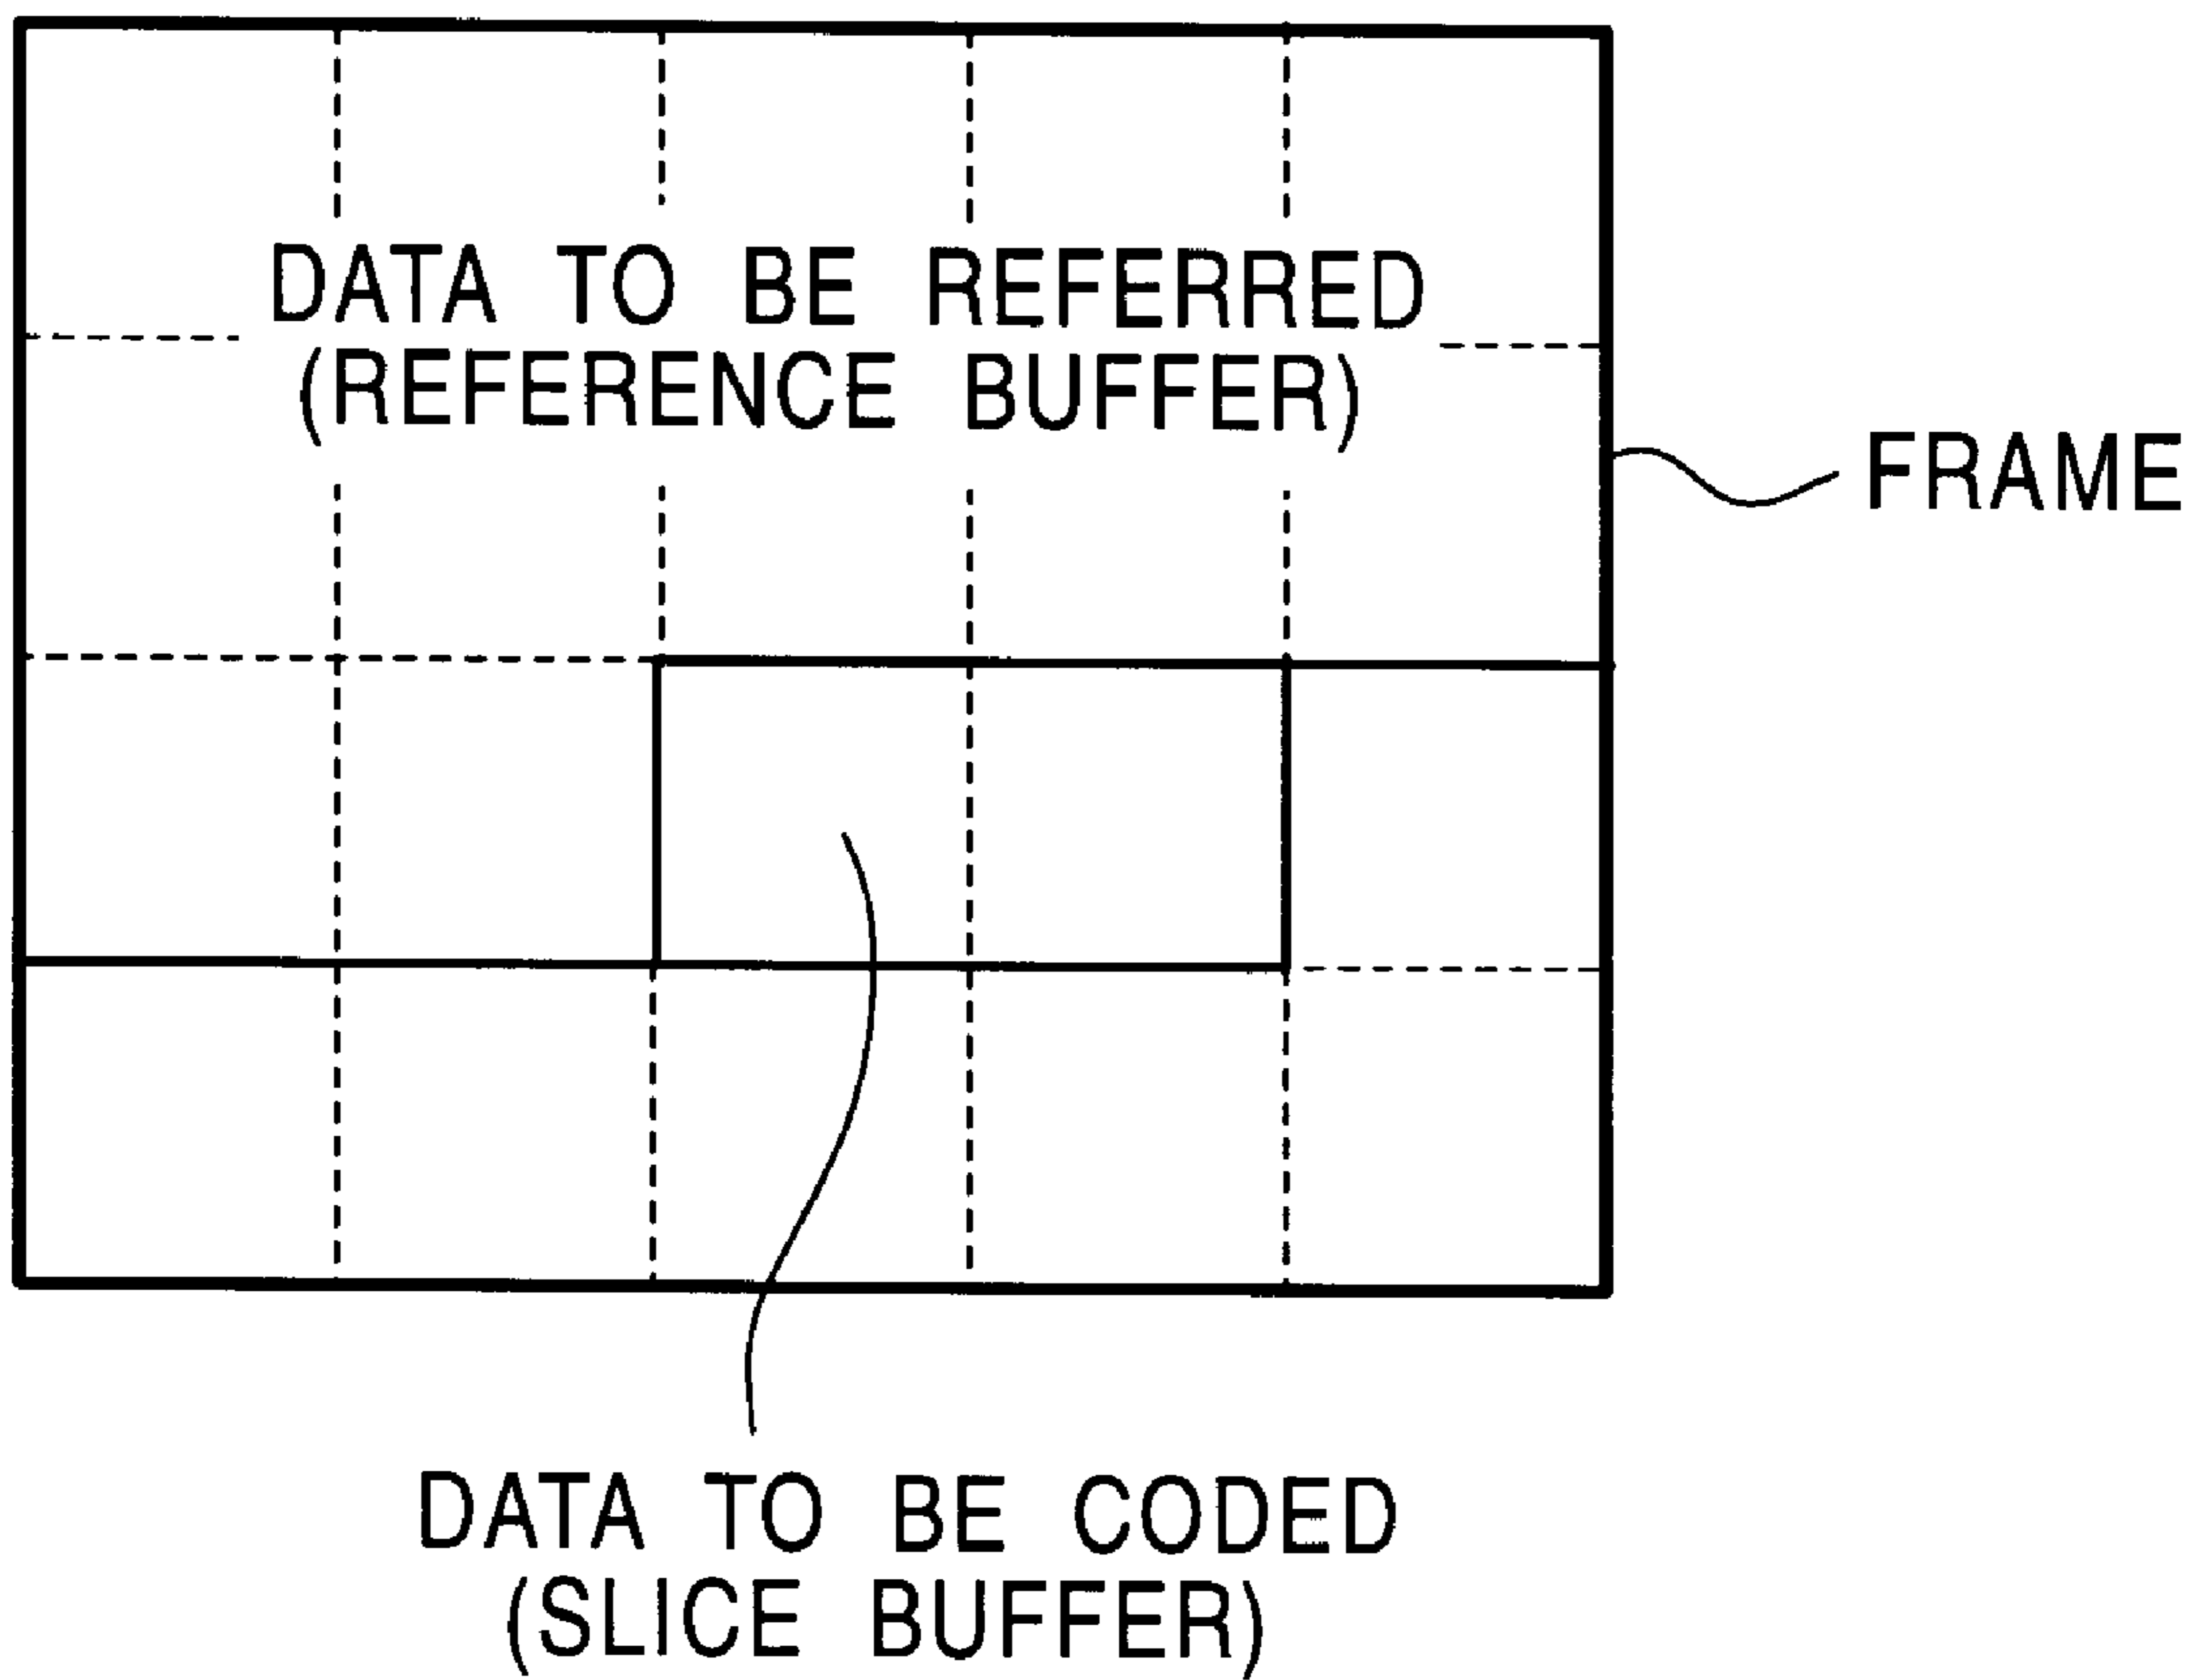 DATA TO BE REFERRED
(REFERENCE BUFFER)
FRAME
DATA TO BE CODED
(SLICE BUFFER)